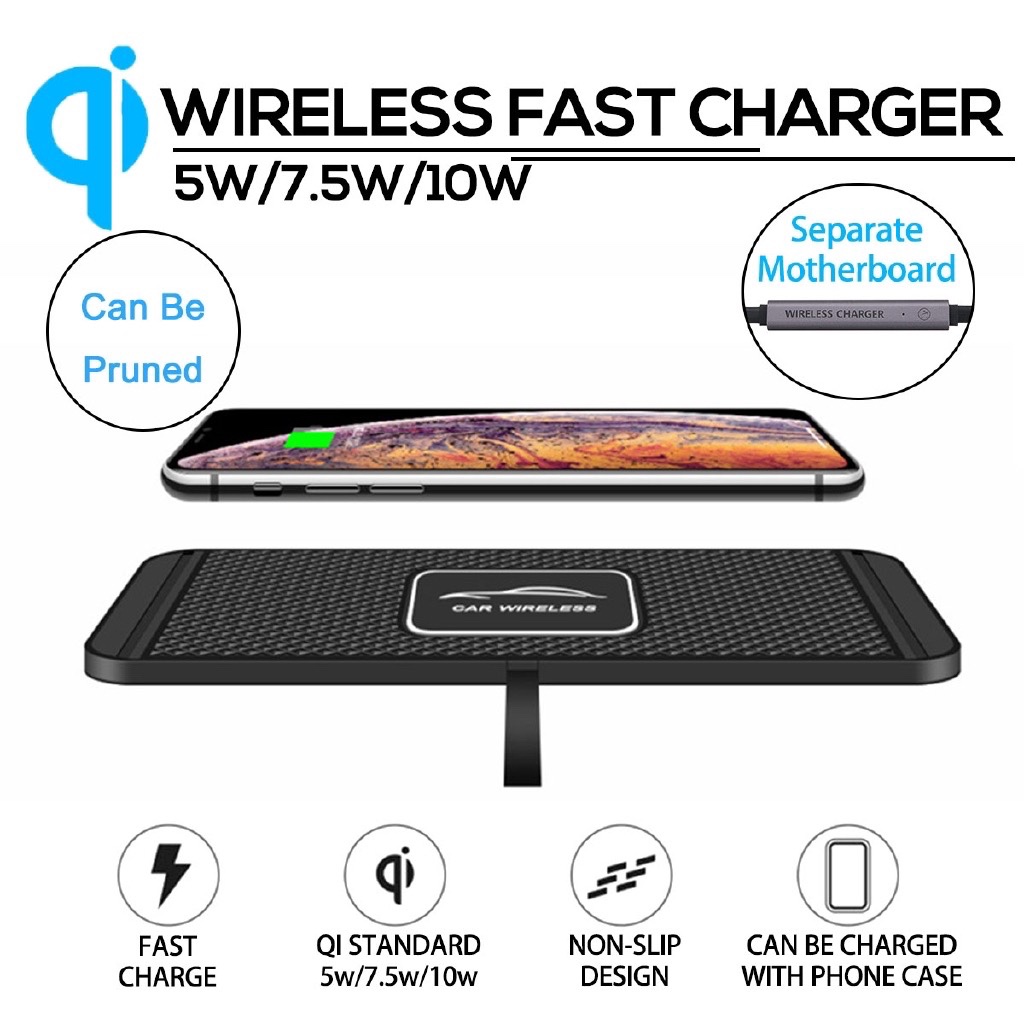 qi
WIRELESS FAST CHARGER
5W/7.5W/10W
Can Be
Pruned
Separate
Motherboard
WIRELESS CHARGER
CAR WIRELESS
FAST
CHARGE
qi
QI STANDARD
5w/7.5w/10w
NON-SLIP
DESIGN
CAN BE CHARGED
WITH PHONE CASE